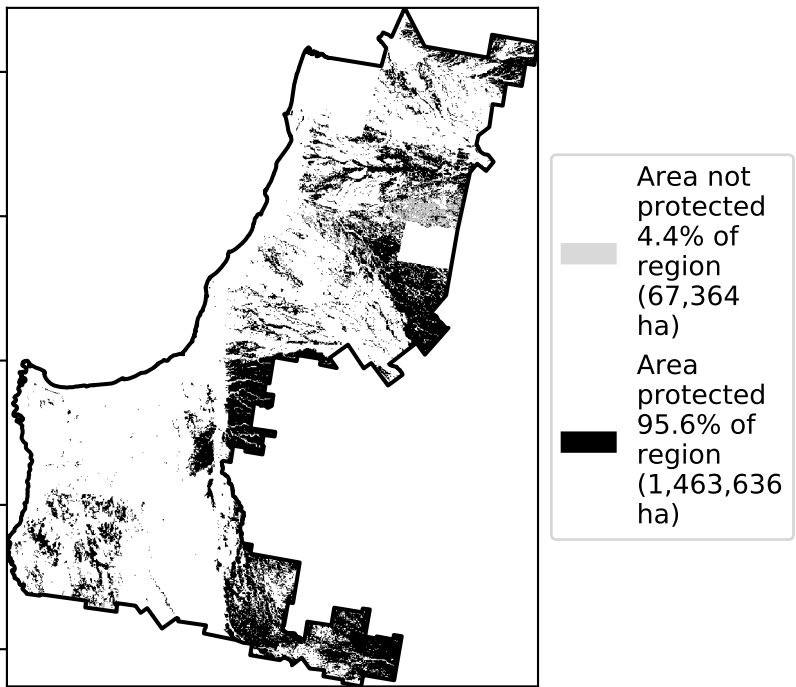 Area not
protected
4.4% of
region
(67,364
ha)
Area
protected
95.6% of
region
(1,463,636
ha)